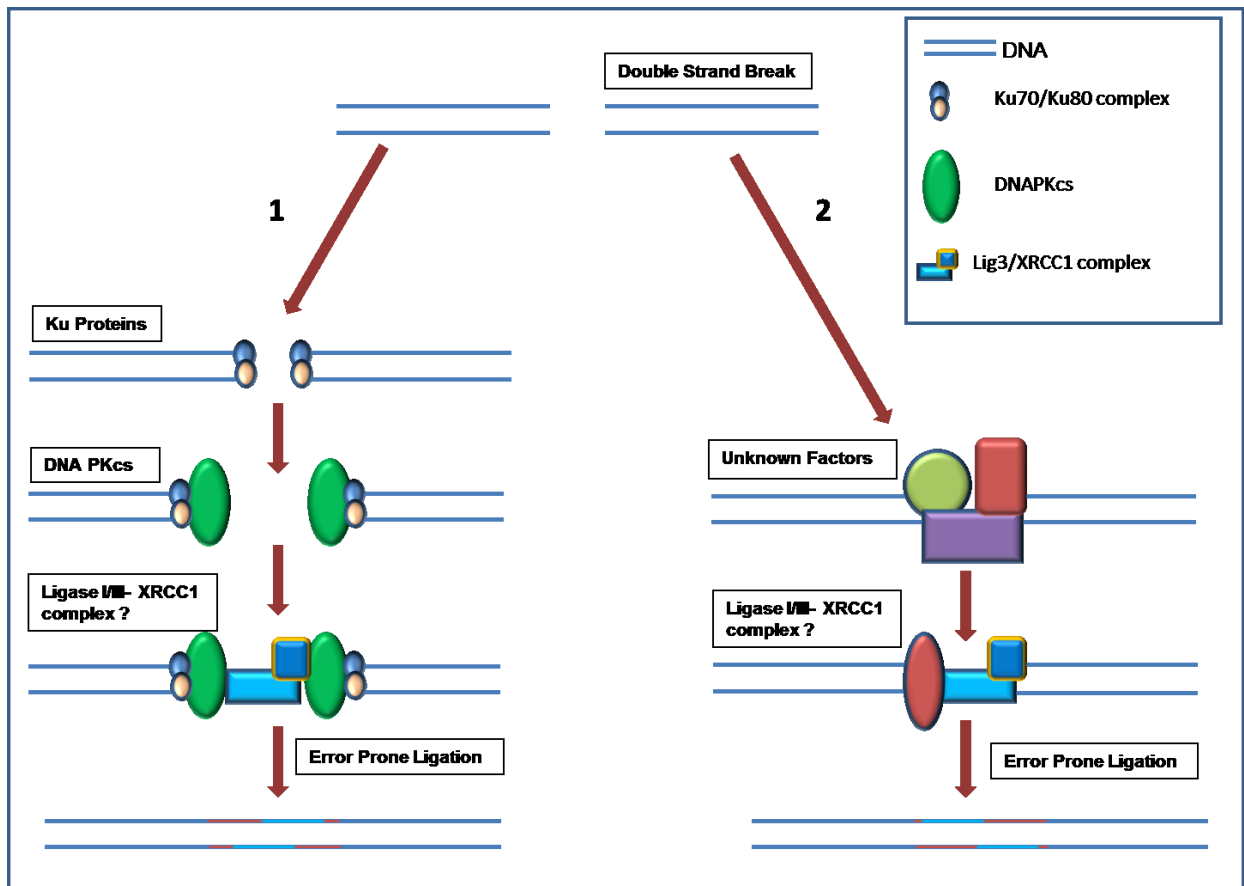 Double Strand Break
DNA
Ku70/Ku80 complex
DNAPKcs
Lig3/XRCC1 complex
1
2
Ku Proteins
DNA PKcs
Ligase I/III– XRCC1
complex ?
Error Prone Ligation
Unknown Factors
Ligase I/III– XRCC1
complex ?
Error Prone Ligation